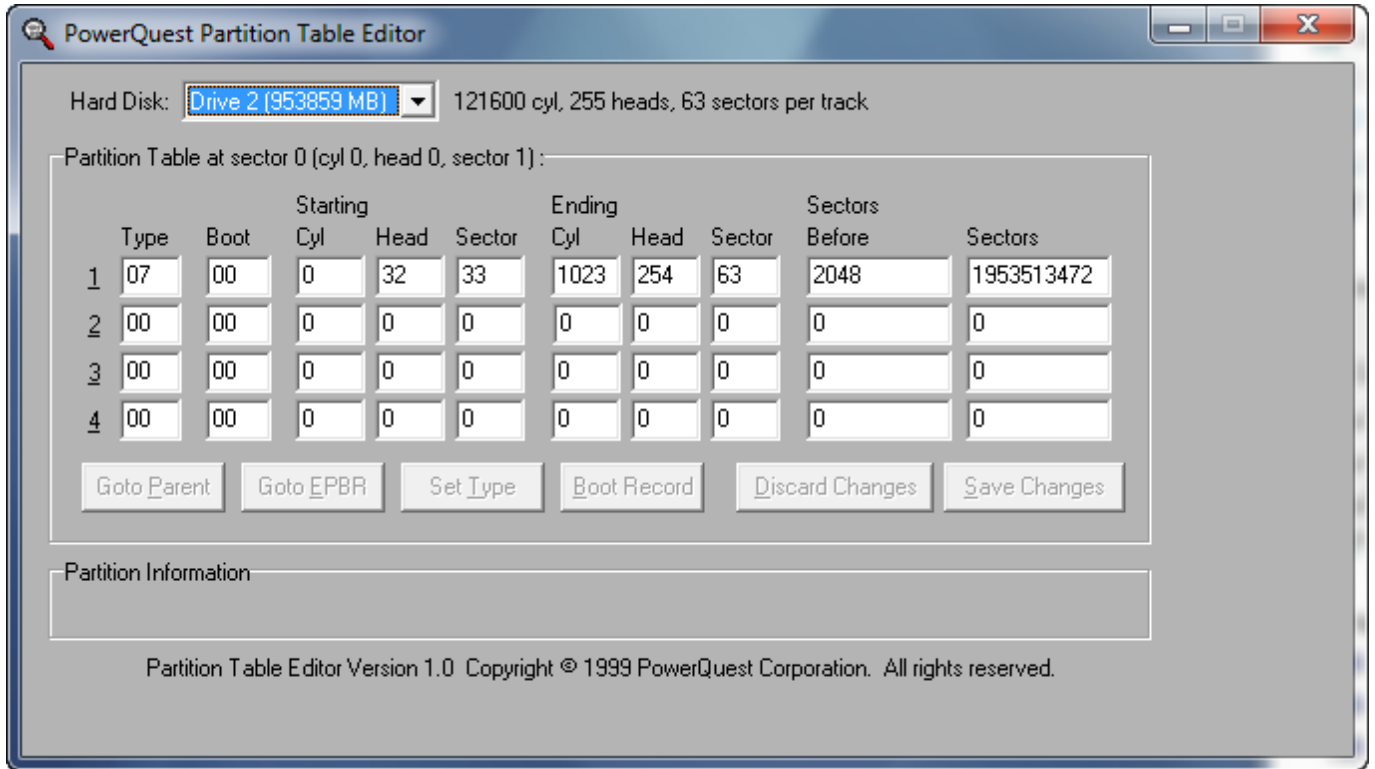 PowerQuest Partition Table Editor
Hard Disk: Drive 2 (953859 MB) 121600 cyl, 255 heads, 63 sectors per track
Partition Table at sector 0 (cyl 0, head 0, sector 1) :
Starting Ending Sectors
Type Boot Cyl Head Sector Cyl Head Sector Before Sectors
1 07 00 0 32 33 1023 254 63 2048 1953513472
2 00 00 0 0 0 0 0 0 0 0
3 00 00 0 0 0 0 0 0 0 0
4 00 00 0 0 0 0 0 0 0 0
Goto Parent Goto EPBR Set Type Boot Record Discard Changes Save Changes
Partition Information
Partition Table Editor Version 1.0 Copyright © 1999 PowerQuest Corporation. All rights reserved.